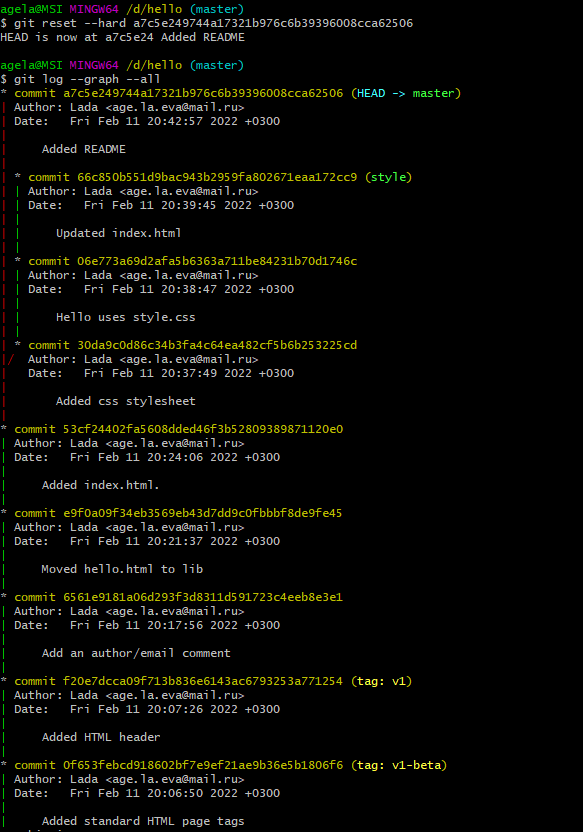 agela@MSI MINGW64 /d/hello (master)
$ git reset --hard a7c5e249744a17321b976c6b39396008cca62506
HEAD is now at a7c5e24 Added README
agela@MSI MINGW64 /d/hello (master)
$ git log --graph --all
* commit a7c5e249744a17321b976c6b39396008cca62506 (HEAD -> master)
| Author: Lada <age.la.eva@mail.ru>
| Date:   Fri Feb 11 20:42:57 2022 +0300
|
|     Added README
|
| * commit 66c850b551d9bac943b2959fa802671eaa172cc9 (style)
| | Author: Lada <age.la.eva@mail.ru>
| | Date:   Fri Feb 11 20:39:45 2022 +0300
| |
| |     Updated index.html
| |
| * commit 06e773a69d2afa5b6363a711be84231b70d1746c
| | Author: Lada <age.la.eva@mail.ru>
| | Date:   Fri Feb 11 20:38:47 2022 +0300
| |
| |     Hello uses style.css
| |
| * commit 30da9c0d86c34b3fa4c64ea482cf5b6b253225cd
|/  Author: Lada <age.la.eva@mail.ru>
|   Date:   Fri Feb 11 20:37:49 2022 +0300
|
|       Added css stylesheet
|
* commit 53cf24402fa5608dded46f3b52809389871120e0
| Author: Lada <age.la.eva@mail.ru>
| Date:   Fri Feb 11 20:24:06 2022 +0300
|
|     Added index.html.
|
* commit e9f0a09f34eb3569eb43d7dd9c0fbbbf8de9fe45
| Author: Lada <age.la.eva@mail.ru>
| Date:   Fri Feb 11 20:21:37 2022 +0300
|
|     Moved hello.html to lib
|
* commit 6561e9181a06d293f3d8311d591723c4eeb8e3e1
| Author: Lada <age.la.eva@mail.ru>
| Date:   Fri Feb 11 20:17:56 2022 +0300
|
|     Add an author/email comment
|
* commit f20e7dcca09f713b836e6143ac6793253a771254 (tag: v1)
| Author: Lada <age.la.eva@mail.ru>
| Date:   Fri Feb 11 20:07:26 2022 +0300
|
|     Added HTML header
|
* commit 0f653febcd918602bf7e9ef21ae9b36e5b1806f6 (tag: v1-beta)
| Author: Lada <age.la.eva@mail.ru>
| Date:   Fri Feb 11 20:06:50 2022 +0300
|
|     Added standard HTML page tags